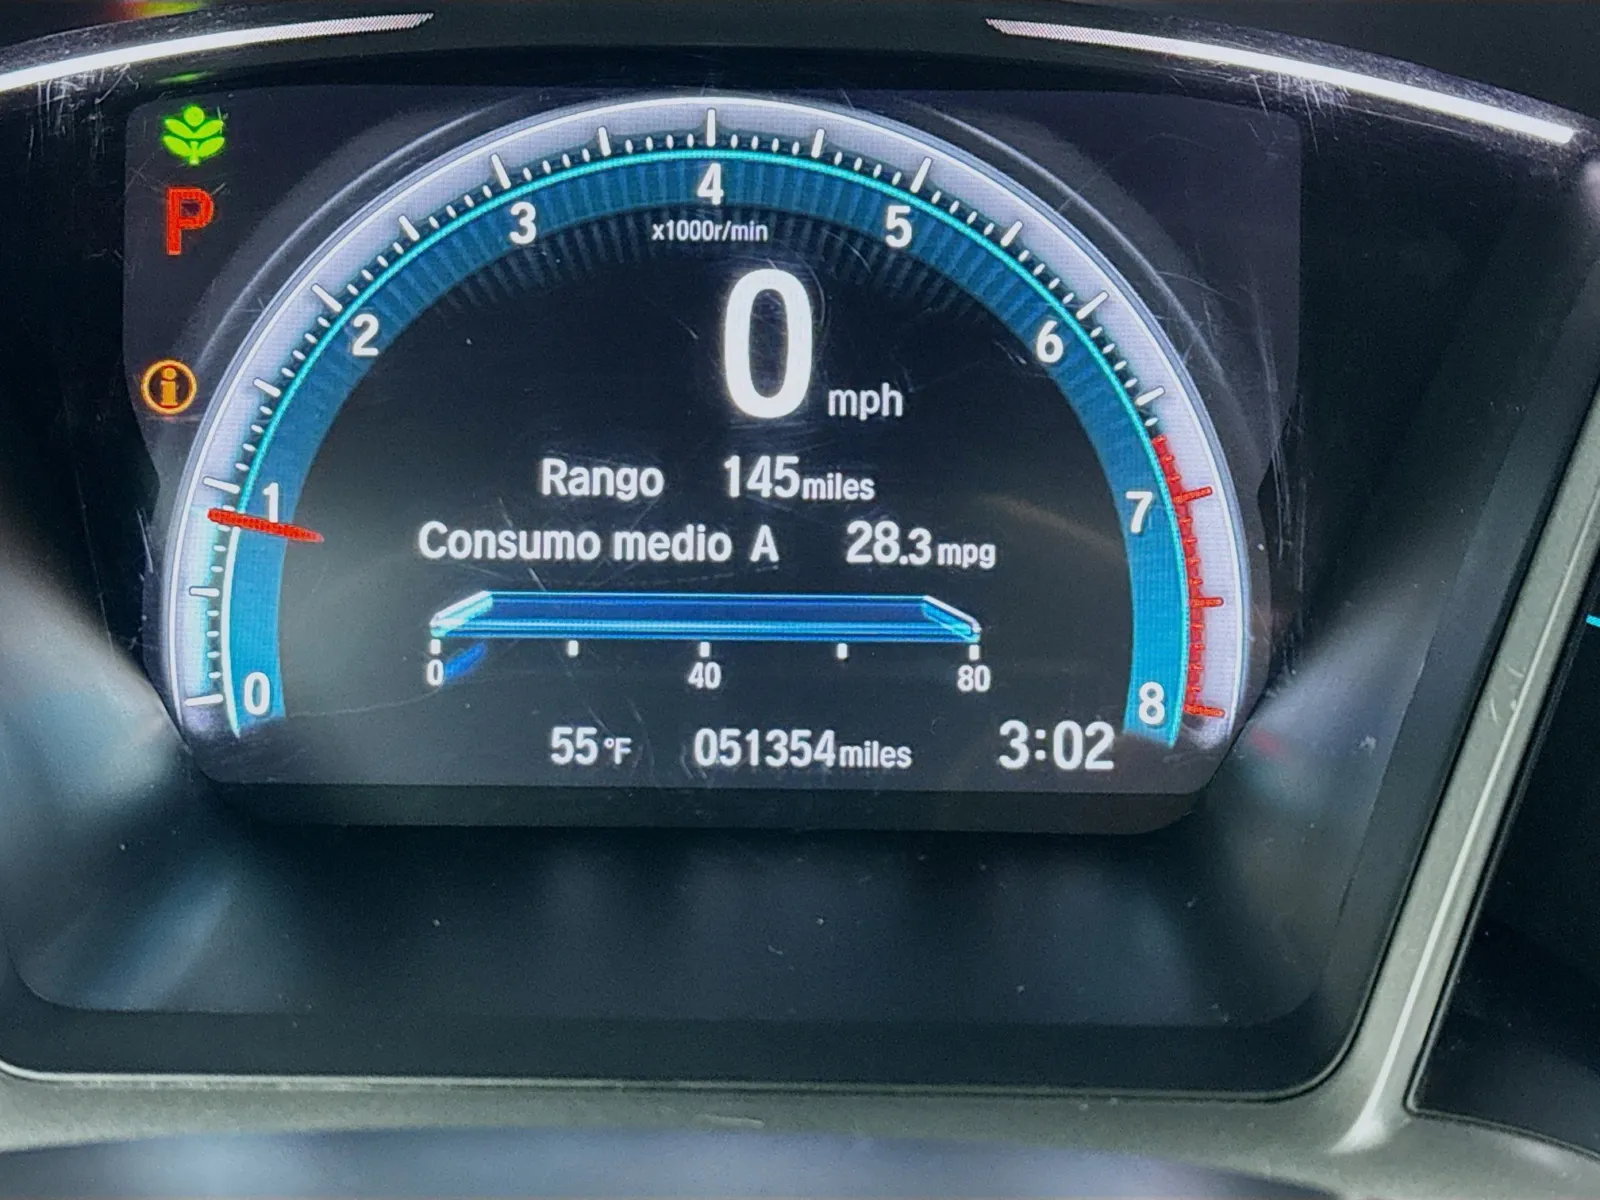 P
i
0
1
2
3
4
5
6
7
8
x1000r/min
0 mph
Rango 145miles
Consumo medio A 28.3mpg
0 40 80
55°F 051354miles 3:02